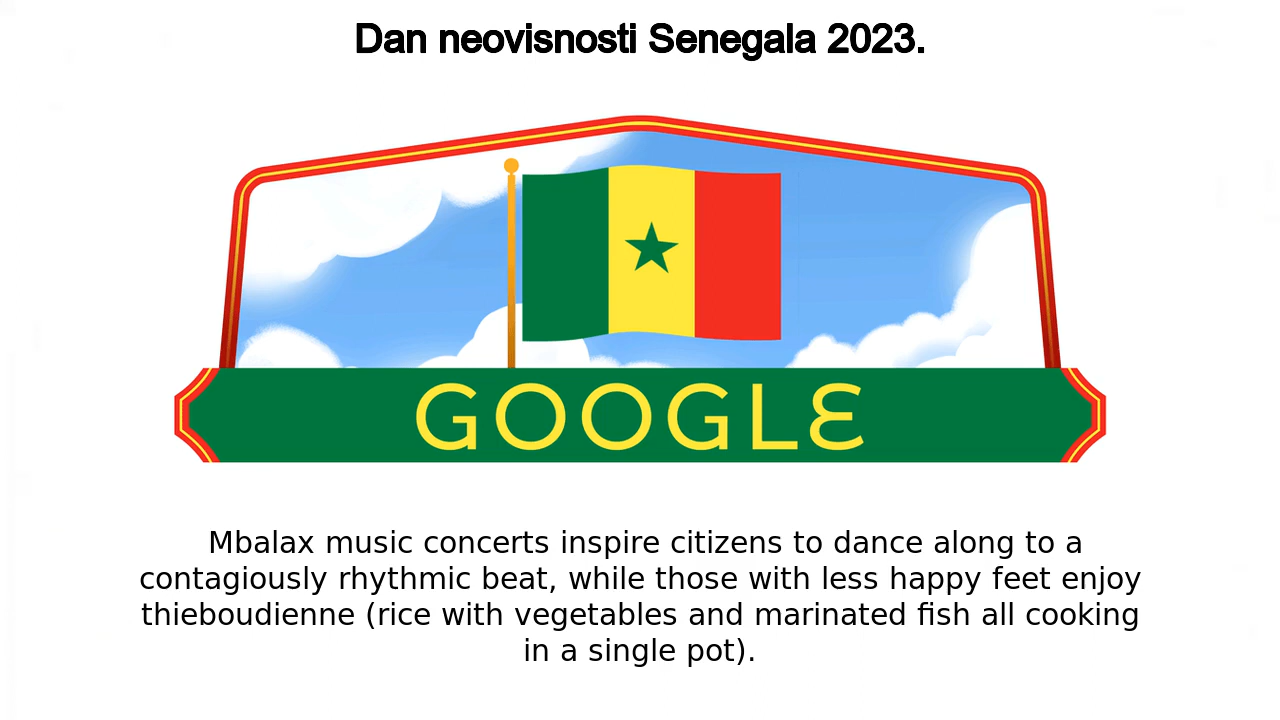 Dan neovisnosti Senegala 2023.
GOOGLE
Mbalax music concerts inspire citizens to dance along to a
contagiously rhythmic beat, while those with less happy feet enjoy
thieboudienne (rice with vegetables and marinated fish all cooking
in a single pot).